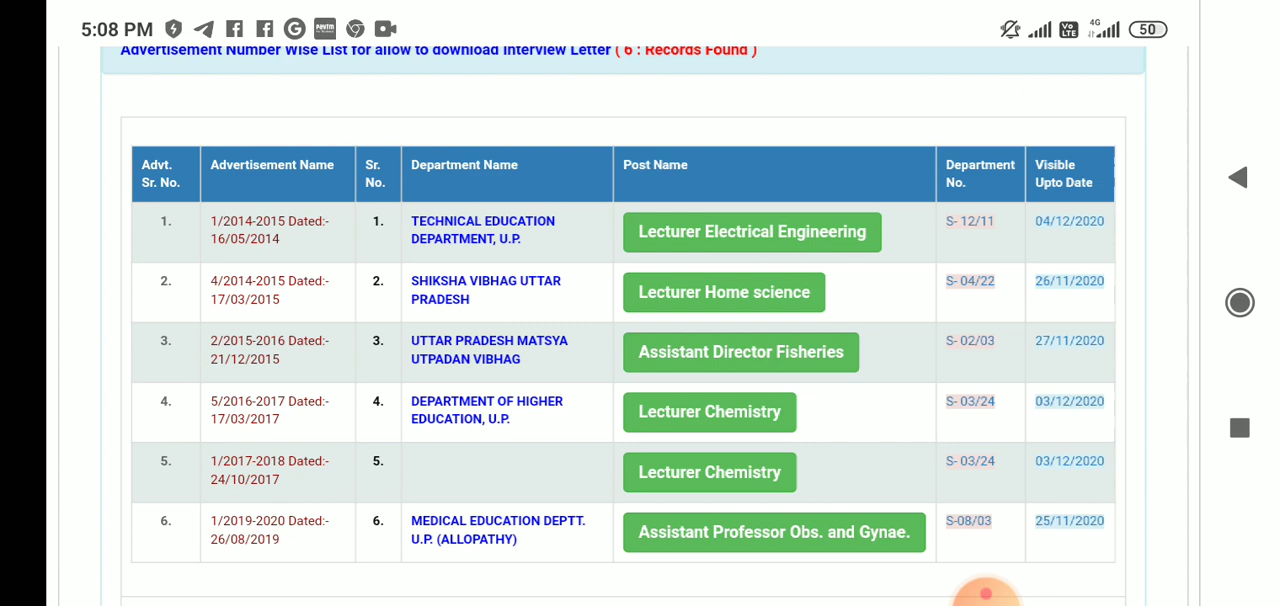 5:08 PM
paytm
Vo LTE
4G
50
Advertisement Number Wise List for allow to download Interview Letter ( 6 : Records Found )
Advt. Sr. No. Advertisement Name Sr. No. Department Name Post Name Department No. Visible Upto Date
1. 1/2014-2015 Dated:- 16/05/2014 1. TECHNICAL EDUCATION DEPARTMENT, U.P. Lecturer Electrical Engineering S- 12/11 04/12/2020
2. 4/2014-2015 Dated:- 17/03/2015 2. SHIKSHA VIBHAG UTTAR PRADESH Lecturer Home science S- 04/22 26/11/2020
3. 2/2015-2016 Dated:- 21/12/2015 3. UTTAR PRADESH MATSYA UTPADAN VIBHAG Assistant Director Fisheries S- 02/03 27/11/2020
4. 5/2016-2017 Dated:- 17/03/2017 4. DEPARTMENT OF HIGHER EDUCATION, U.P. Lecturer Chemistry S- 03/24 03/12/2020
5. 1/2017-2018 Dated:- 24/10/2017 5. Lecturer Chemistry S- 03/24 03/12/2020
6. 1/2019-2020 Dated:- 26/08/2019 6. MEDICAL EDUCATION DEPTT. U.P. (ALLOPATHY) Assistant Professor Obs. and Gynae. S-08/03 25/11/2020